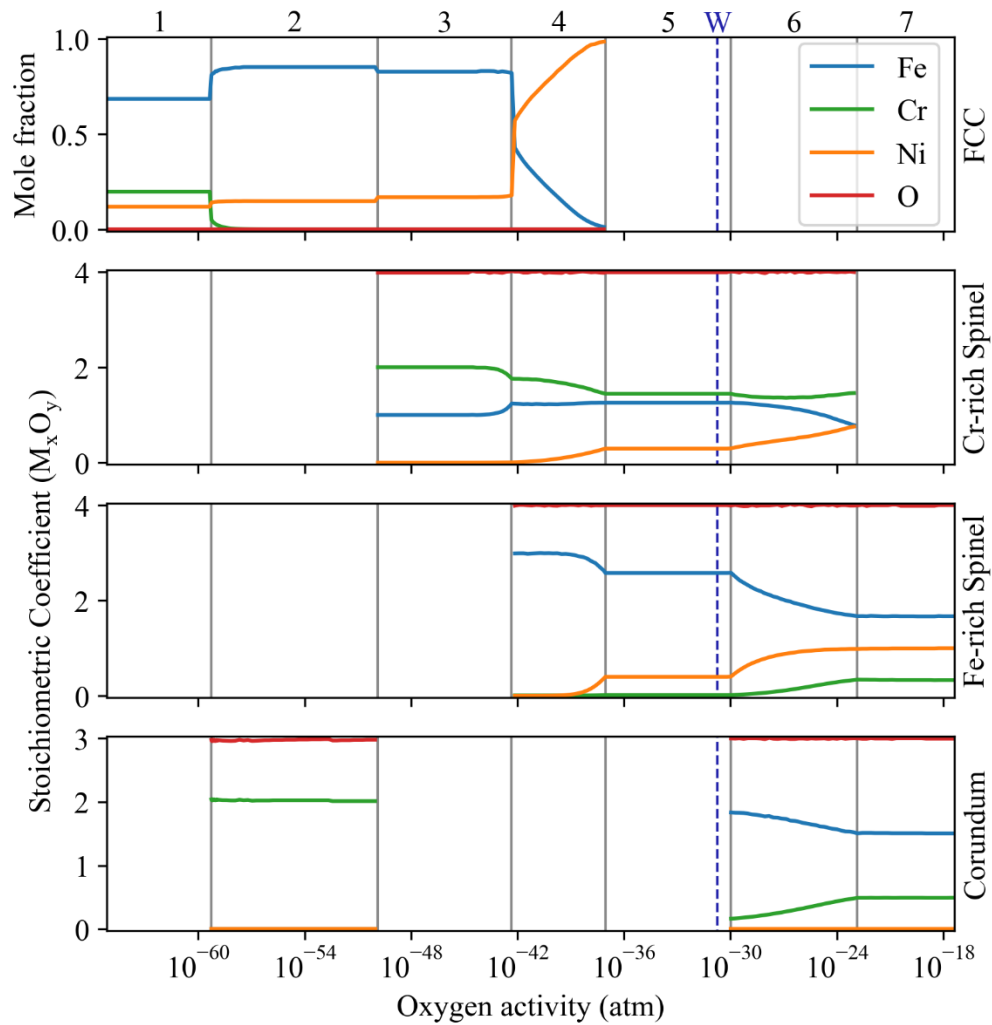 1 2 3 4 5 W 6 7
Mole fraction
1.0
0.5
0.0
Fe
Cr
Ni
O
FCC
Stoichiometric Coefficient (MₓOᵧ)
4
2
0
Cr-rich Spinel
4
2
0
Fe-rich Spinel
3
2
1
0
Corundum
10⁻⁶⁰ 10⁻⁵⁴ 10⁻⁴⁸ 10⁻⁴² 10⁻³⁶ 10⁻³⁰ 10⁻²⁴ 10⁻¹⁸
Oxygen activity (atm)